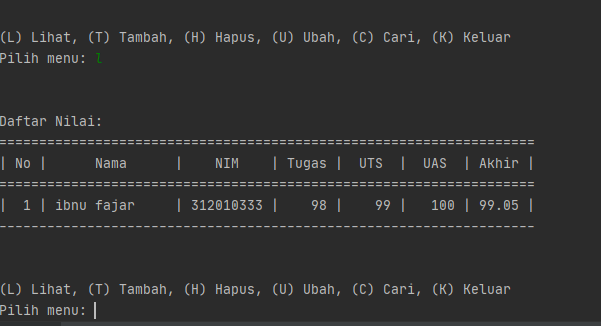 (L) Lihat, (T) Tambah, (H) Hapus, (U) Ubah, (C) Cari, (K) Keluar
Pilih menu: l
Daftar Nilai:
===================================================================
| No |      Nama      |    NIM    | Tugas |  UTS  |  UAS  | Akhir |
===================================================================
|  1 | ibnu fajar     | 312010333 |    98 |    99 |   100 | 99.05 |
-------------------------------------------------------------------
(L) Lihat, (T) Tambah, (H) Hapus, (U) Ubah, (C) Cari, (K) Keluar
Pilih menu: